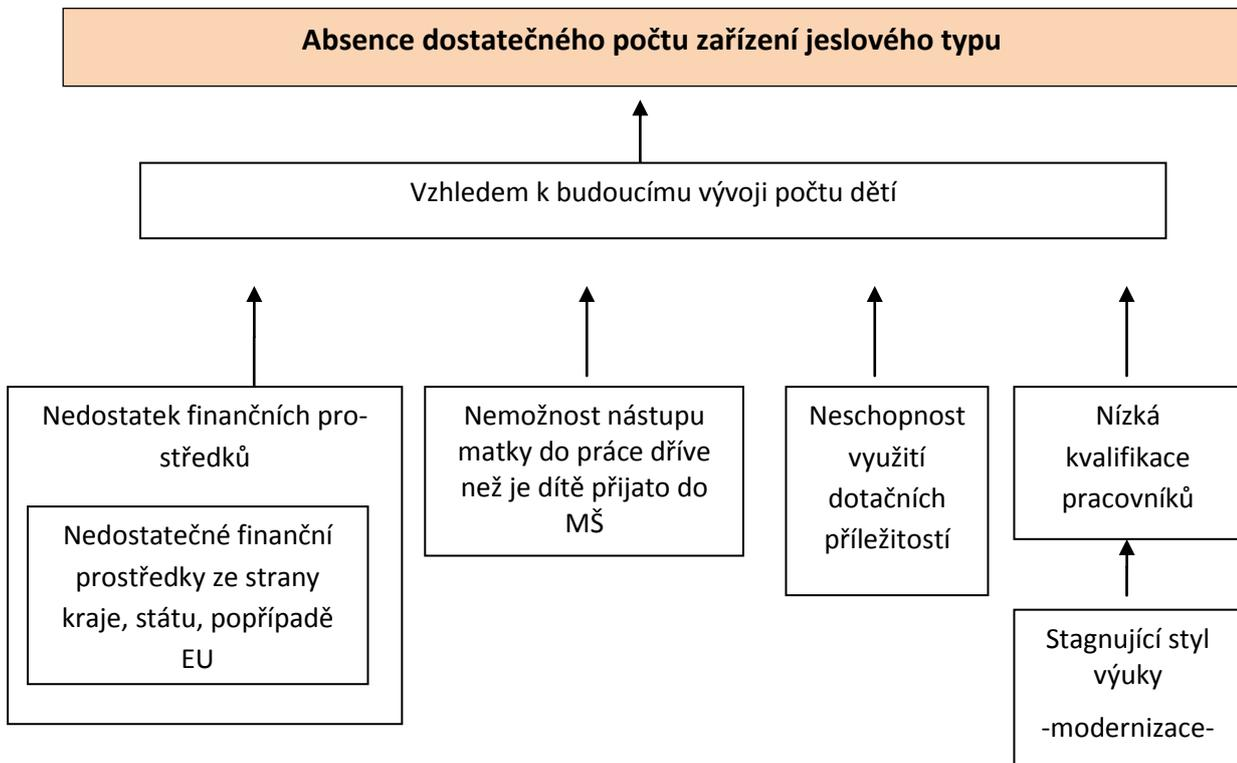 Absence dostatečného počtu zařízení jeslového typu
Vzhledem k budoucímu vývoji počtu dětí
Nedostatek finančních pro-
středků
Nedostatečné finanční
prostředky ze strany
kraje, státu, popřípadě
EU
Nemožnost nástupu
matky do práce dříve
než je dítě přijato do
MŠ
Neschopnost
využití
dotačních
příležitostí
Nízká
kvalifikace
pracovníků
Stagnující styl
výuky
-modernizace-